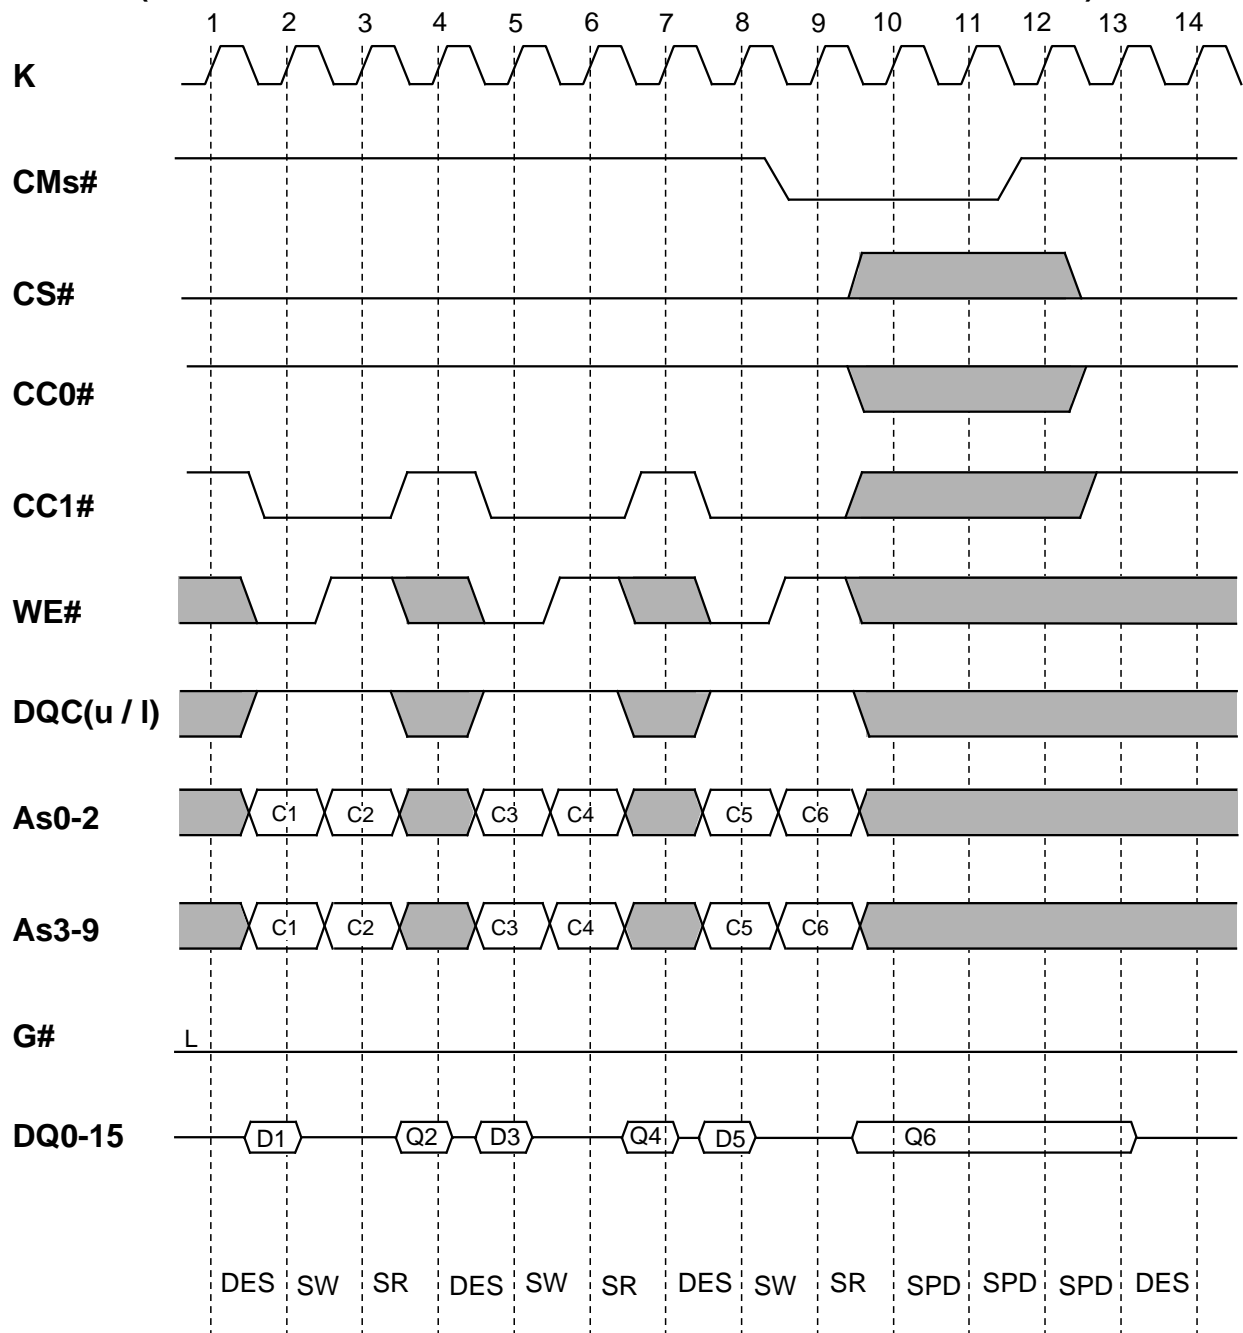 1 2 3 4 5 6 7 8 9 10 11 12 13 14
K
CMs#
CS#
CC0#
CC1#
WE#
DQC(u / l)
As0-2 C1 C2 C3 C4 C5 C6
As3-9 C1 C2 C3 C4 C5 C6
G# L
DQ0-15 D1 Q2 D3 Q4 D5 Q6
DES SW SR DES SW SR DES SW SR SPD SPD SPD DES